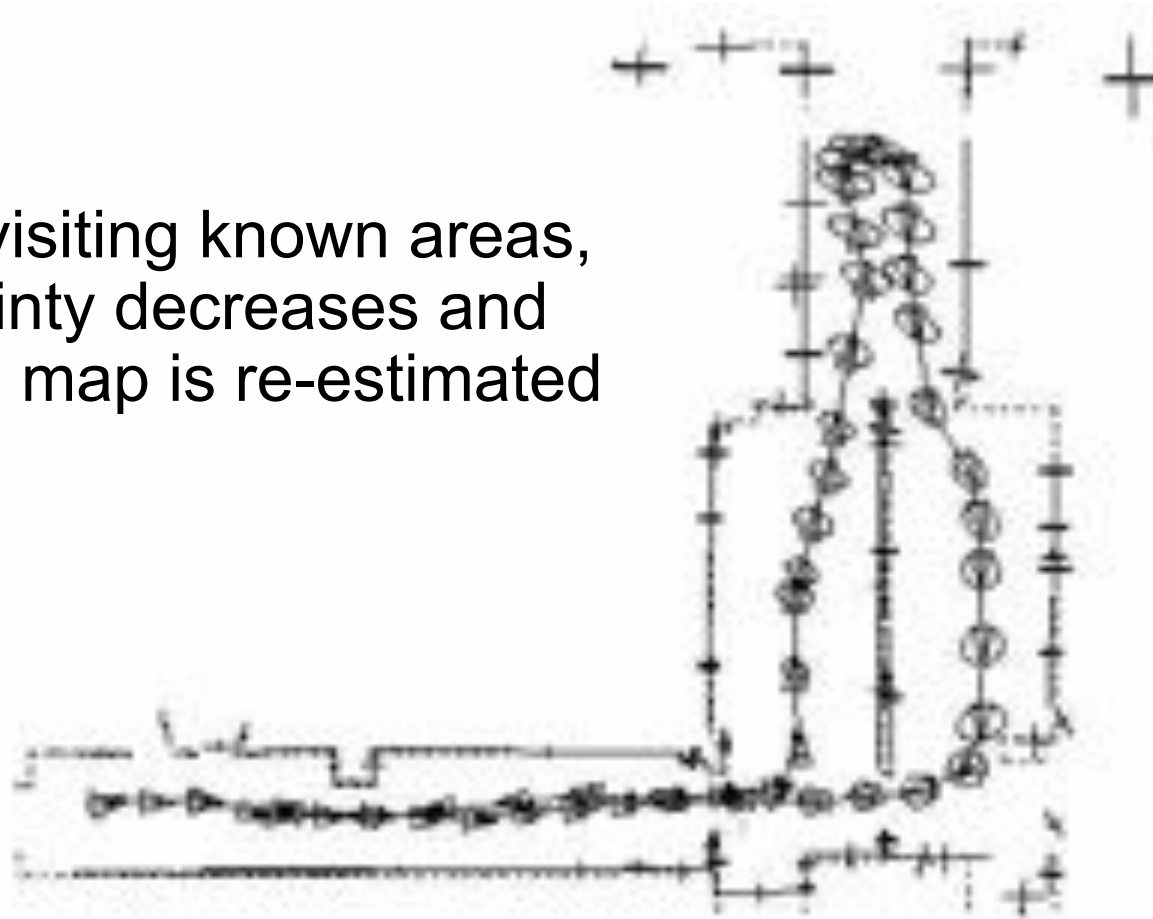 visiting known areas,
inty decreases and
map is re-estimated